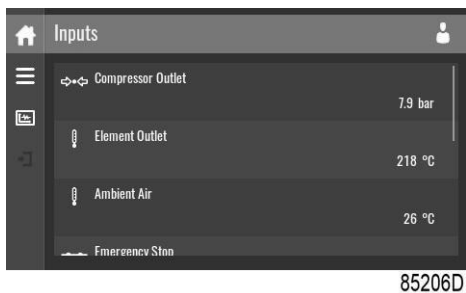 Inputs
Compressor Outlet
7.9 bar
Element Outlet
218 °C
Ambient Air
26 °C
Emergency Stop
85206D